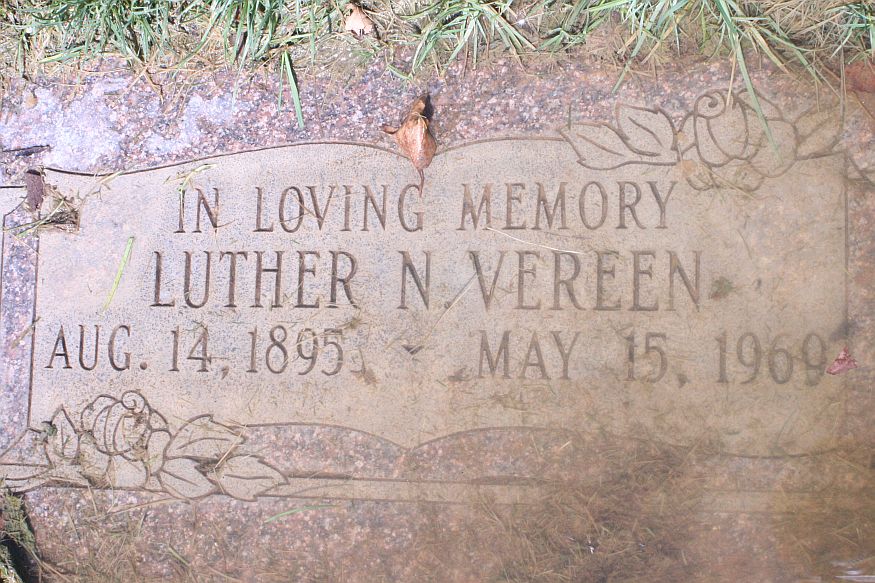 IN LOVING MEMORY
LUTHER N. VEREEN
AUG. 14, 1895 - MAY 15, 1969